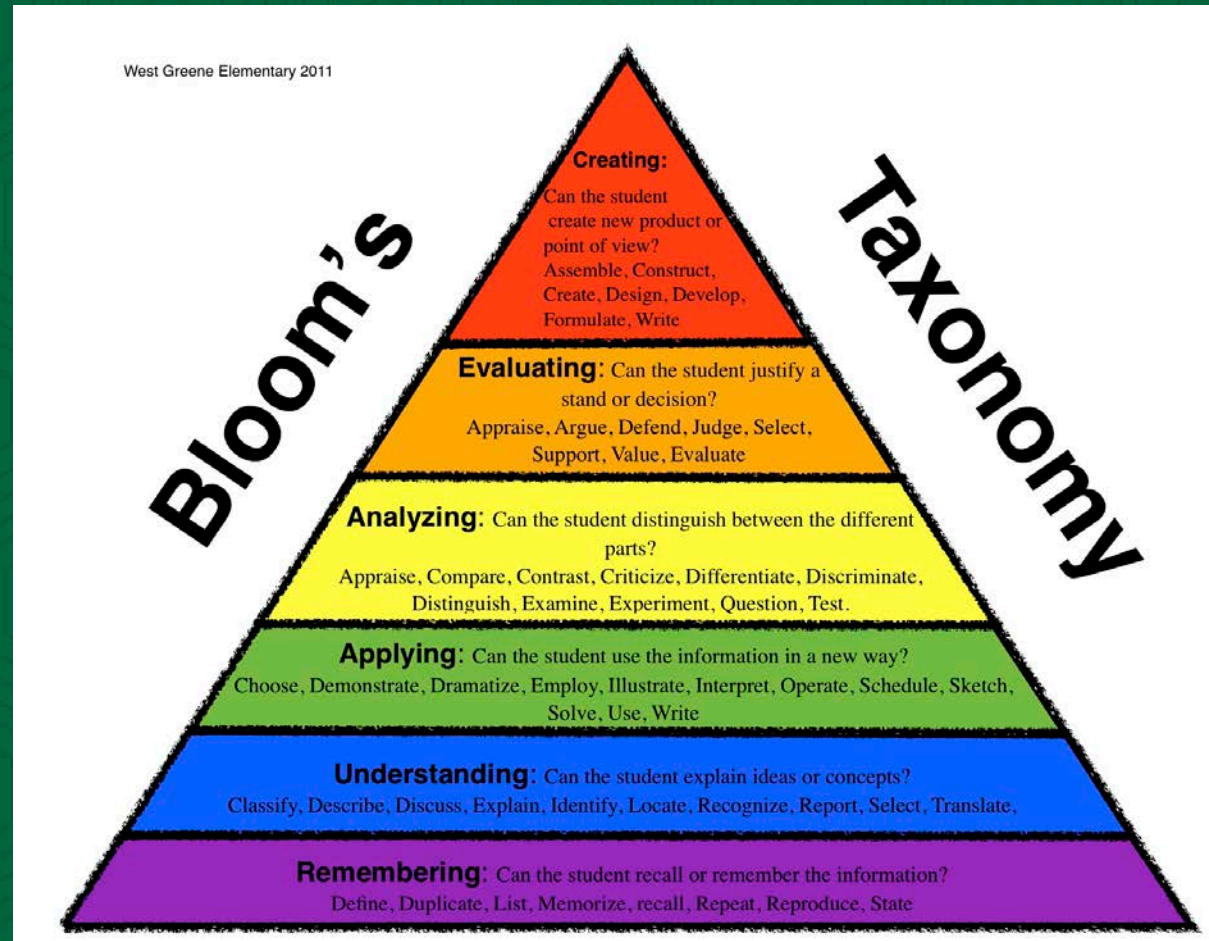 West Greene Elementary 2011
Bloom's
Taxonomy
Creating:
Can the student
create new product or
point of view?
Assemble, Construct,
Create, Design, Develop,
Formulate, Write
Evaluating: Can the student justify a
stand or decision?
Appraise, Argue, Defend, Judge, Select,
Support, Value, Evaluate
Analyzing: Can the student distinguish between the different
parts?
Appraise, Compare, Contrast, Criticize, Differentiate, Discriminate,
Distinguish, Examine, Experiment, Question, Test.
Applying: Can the student use the information in a new way?
Choose, Demonstrate, Dramatize, Employ, Illustrate, Interpret, Operate, Schedule, Sketch,
Solve, Use, Write
Understanding: Can the student explain ideas or concepts?
Classify, Describe, Discuss, Explain, Identify, Locate, Recognize, Report, Select, Translate,
Remembering: Can the student recall or remember the information?
Define, Duplicate, List, Memorize, recall, Repeat, Reproduce, State